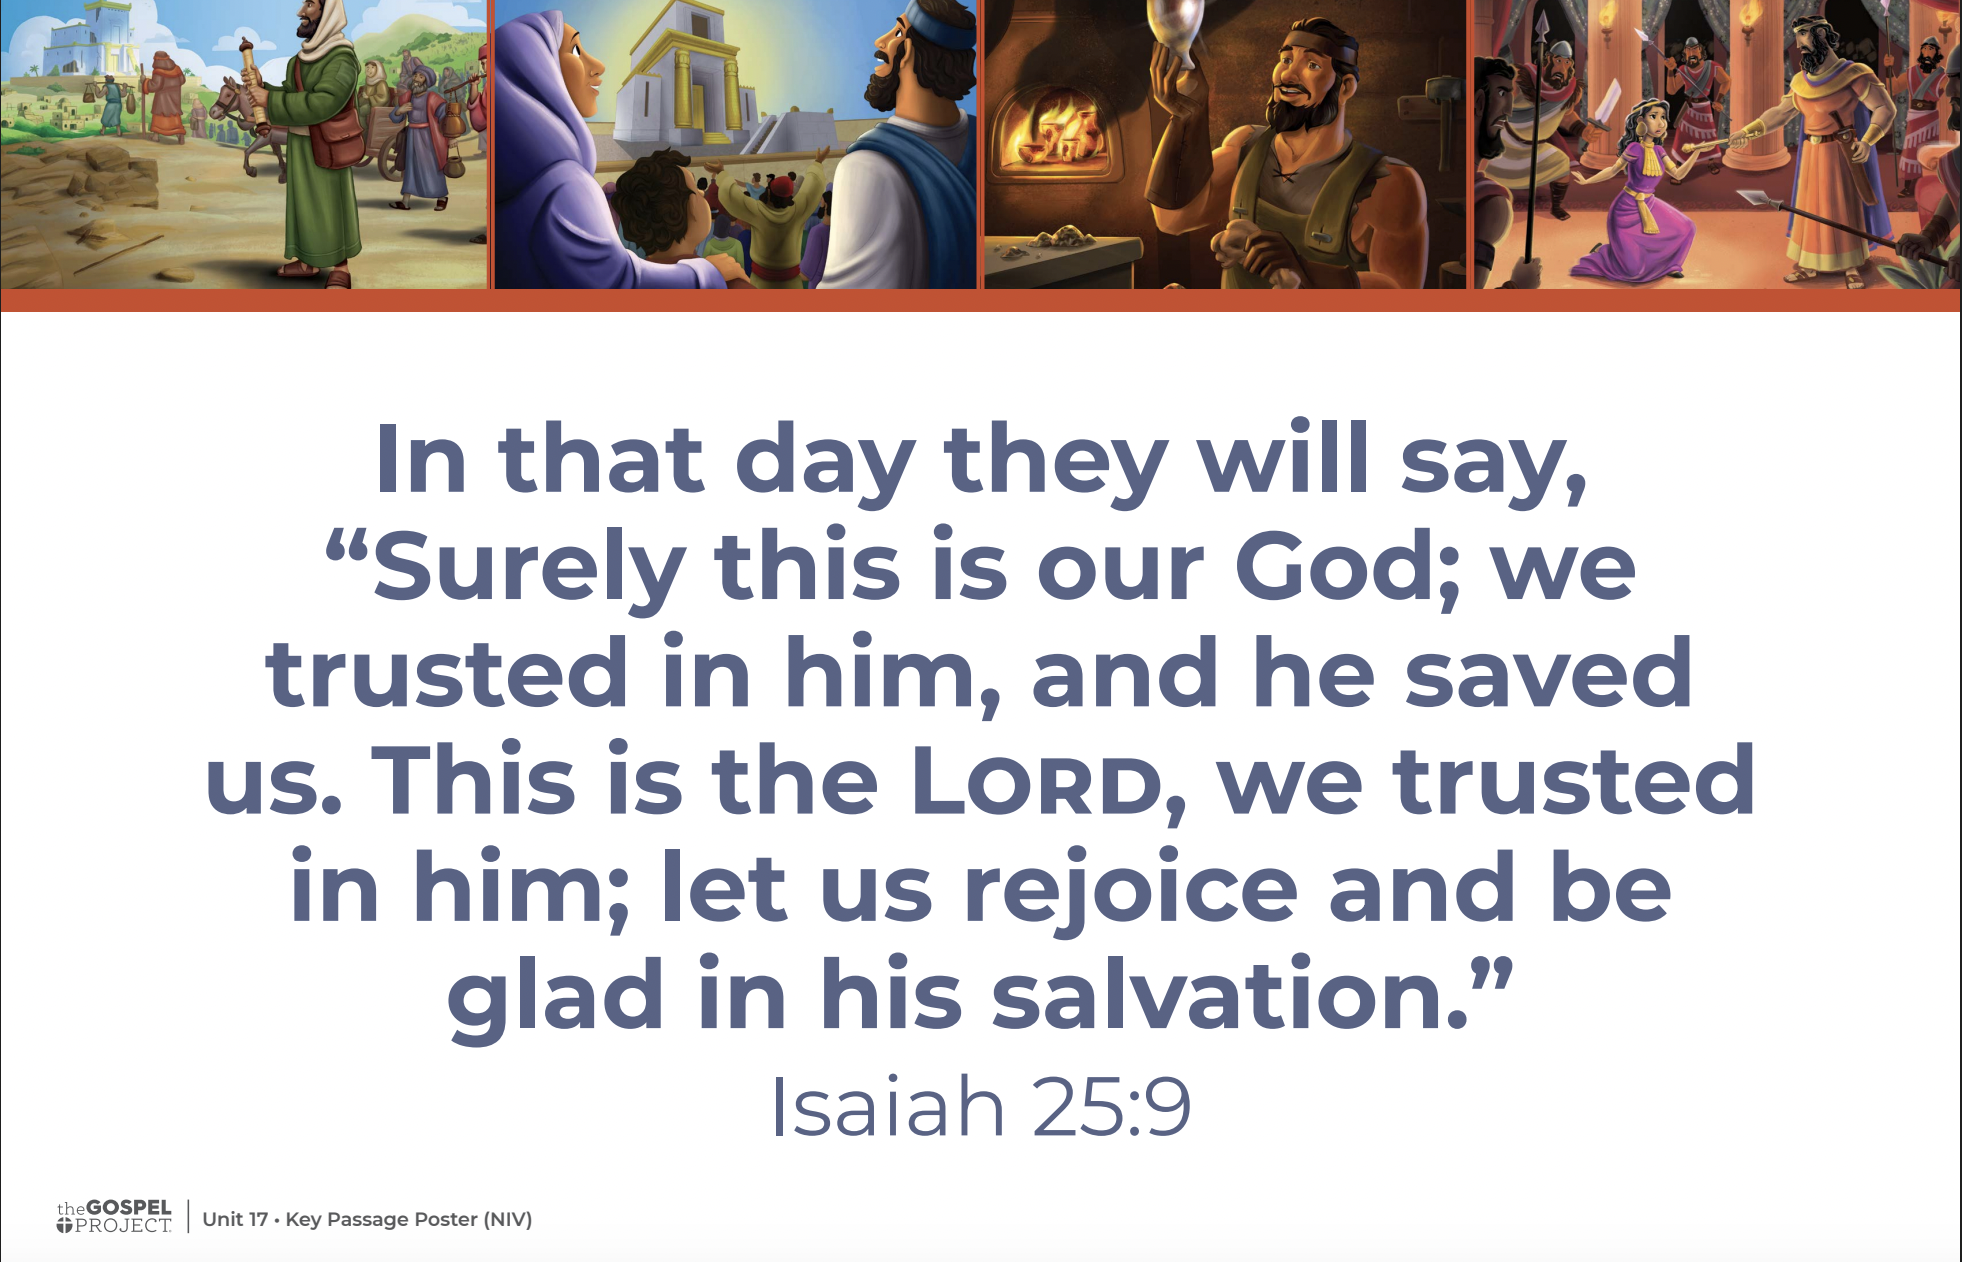 In that day they will say,
“Surely this is our God; we
trusted in him, and he saved
us. This is the LORD, we trusted
in him; let us rejoice and be
glad in his salvation.”
Isaiah 25:9
the GOSPEL
PROJECT.
Unit 17 • Key Passage Poster (NIV)